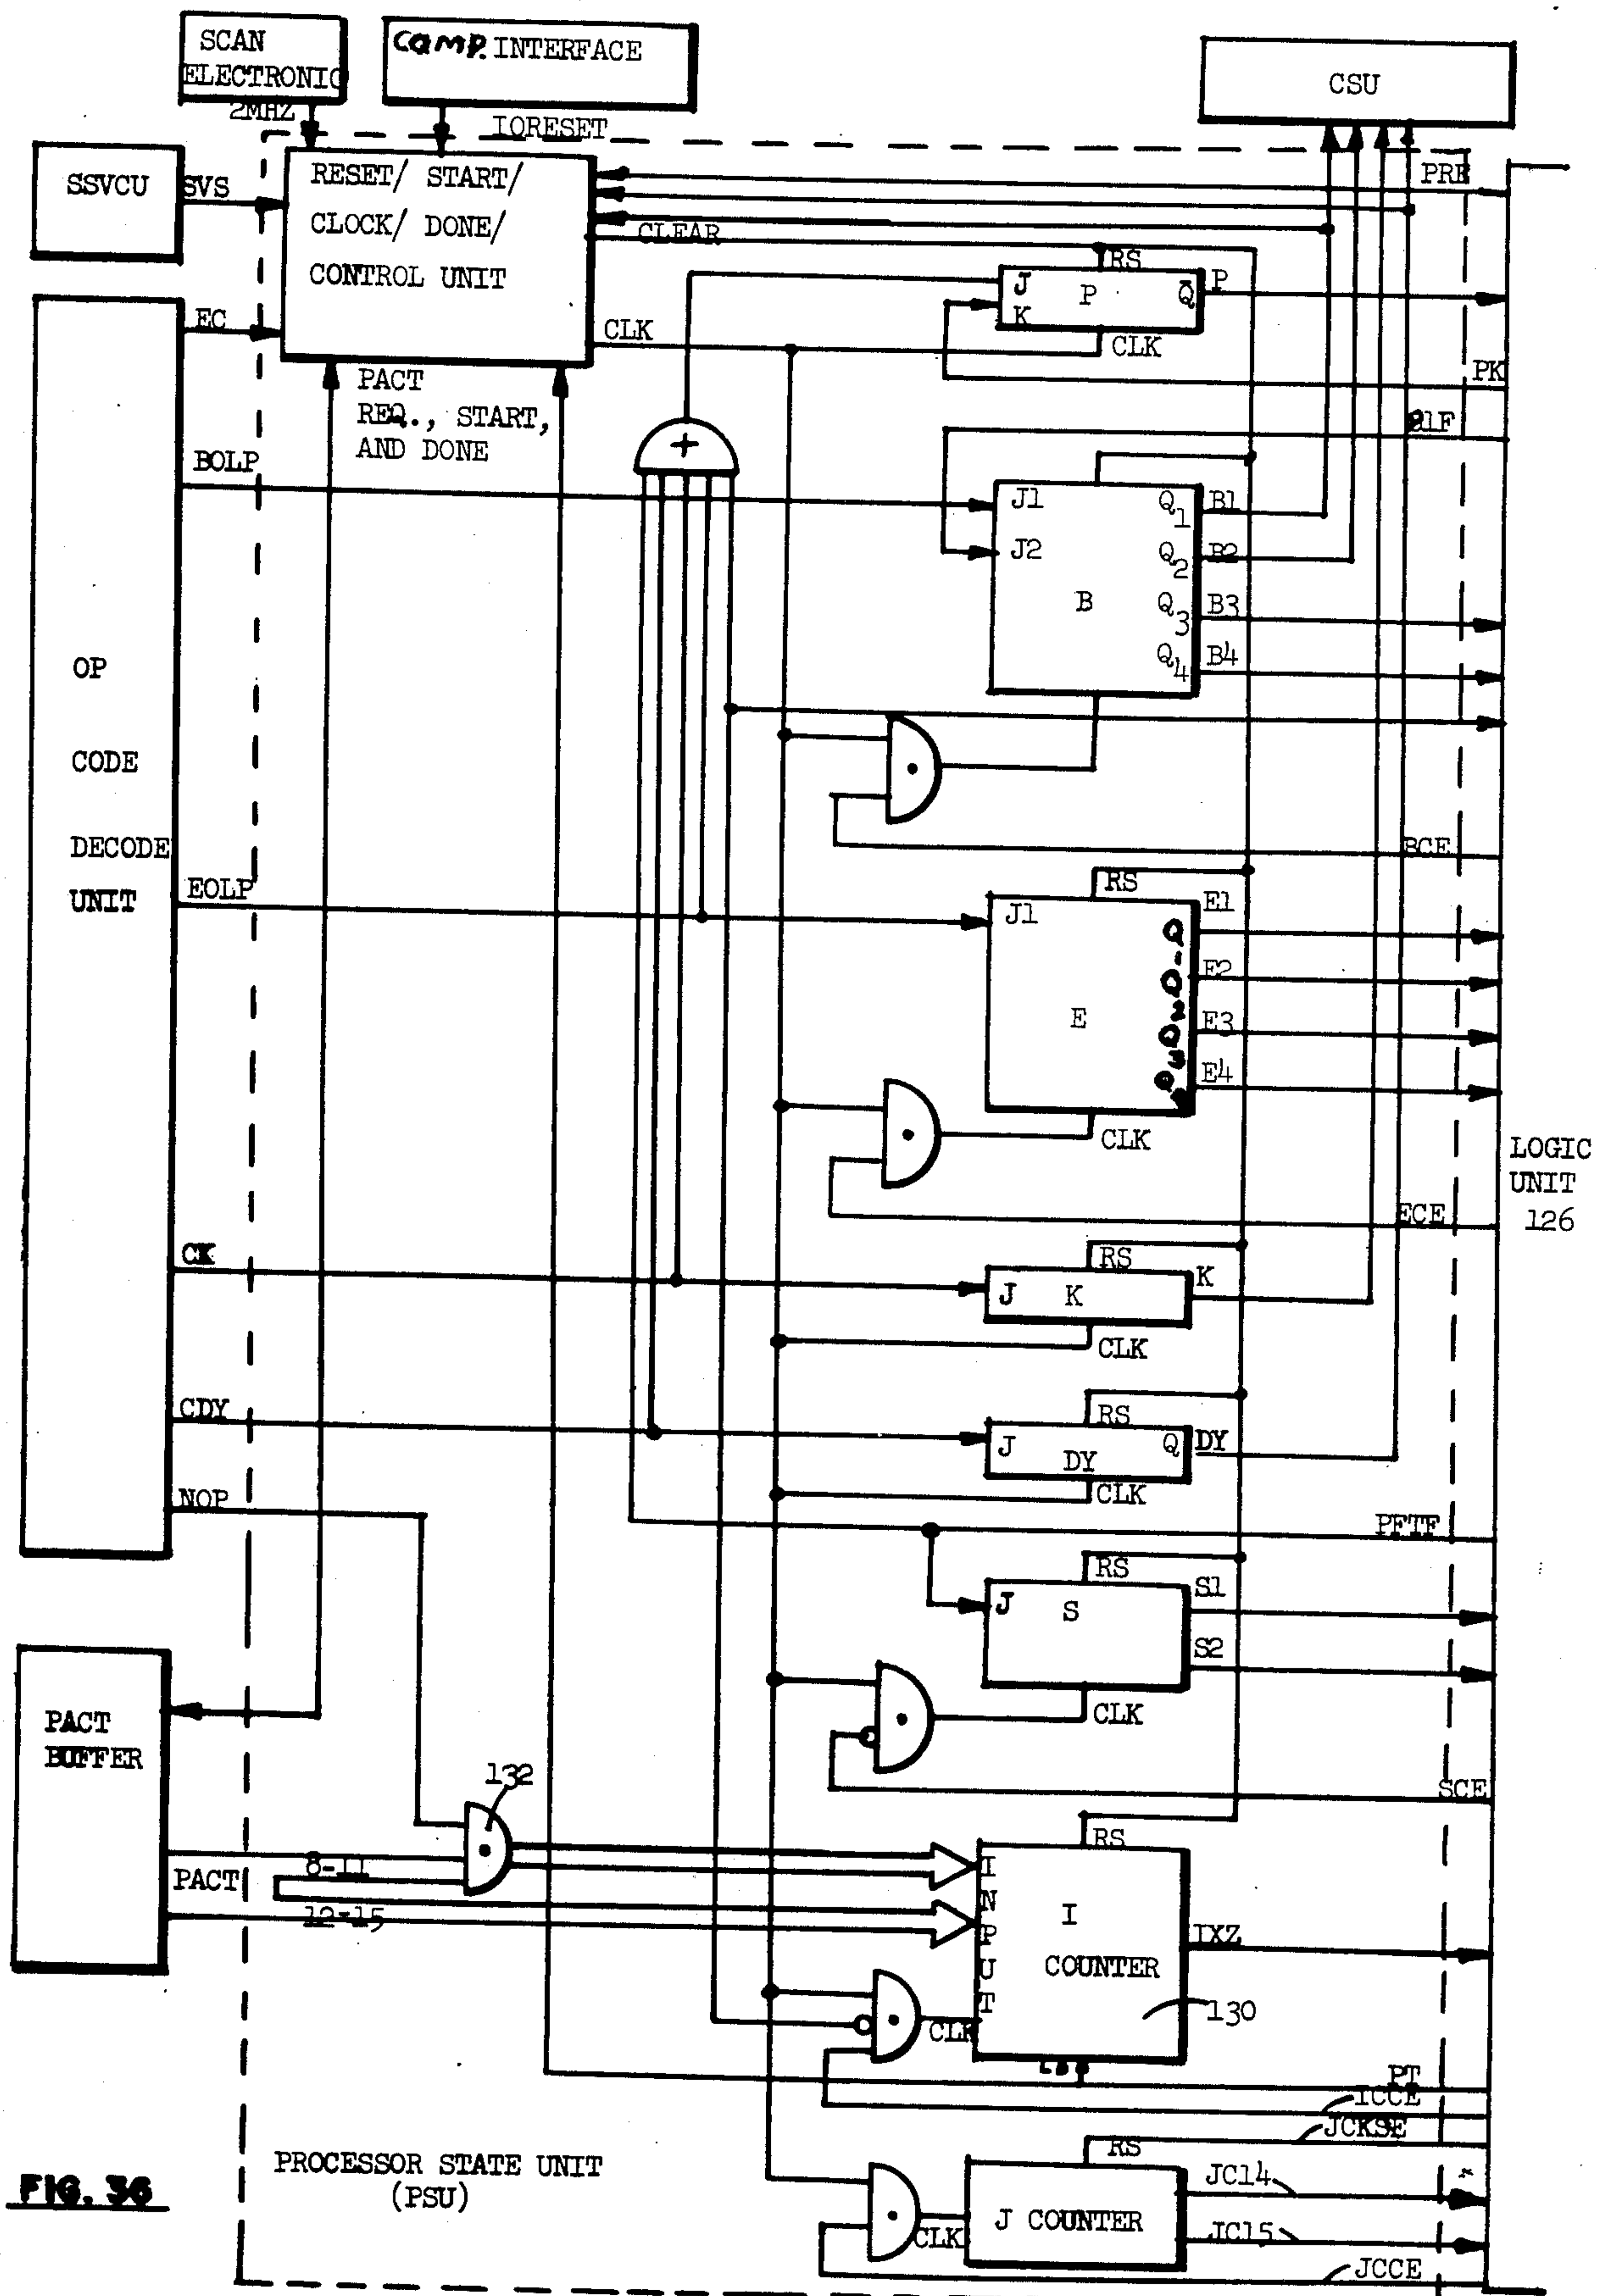 SCAN
ELECTRONIC
2MHZ
Comp. INTERFACE
IORESET
CSU
SSVCU
SVS
RESET/ START/
CLOCK/ DONE/
CONTROL UNIT
CLEAR
PRE
RS
J P Q̅
K
P
EC
CLK
CLK
PACT
REQ., START,
AND DONE
PK
+
BOLP
J1
J2
B
Q1 B1
Q2 B2
Q3 B3
Q4 B4
OP
CODE
DECODE
UNIT
BCE
EOLP
RS
J1
E
Q1 E1
Q2 E2
Q3 E3
Q4 E4
CLK
LOGIC
UNIT
126
ECE
CK
RS
J K
K
CLK
CDY
RS
J DY Q
DY
CLK
NOP
PFTF
RS
J S
S1
S2
CLK
PACT
BUFFER
SCE
132
PACT
8-11
12-15
RS
INPUT
I
COUNTER
IXZ
130
CLK
PT
ICCE
JCKSE
RS
J COUNTER
JC14
JC15
CLK
JCCE
PROCESSOR STATE UNIT
(PSU)
FIG. 36